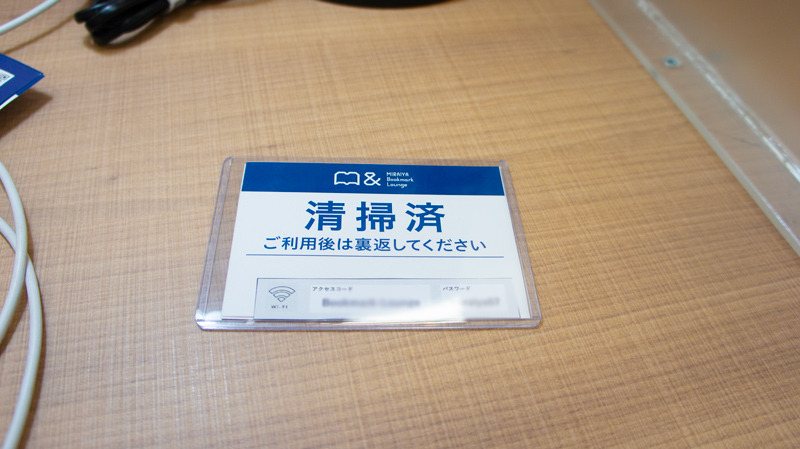 &
MIRAIYA
Bookmark
Lounge
清掃済
ご利用後は裏返してください
アクセスコード
パスワード
Wi-Fi